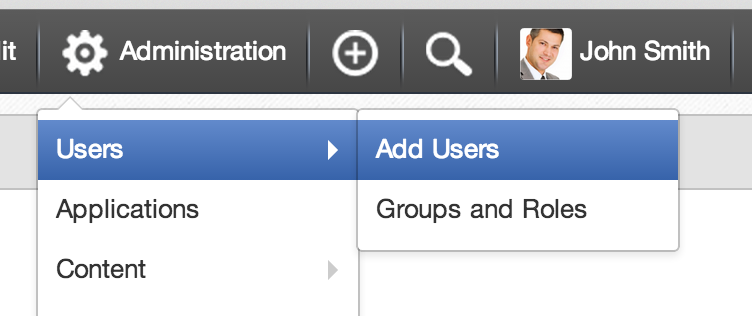 it
Administration
John Smith
Users
Add Users
Applications
Groups and Roles
Content